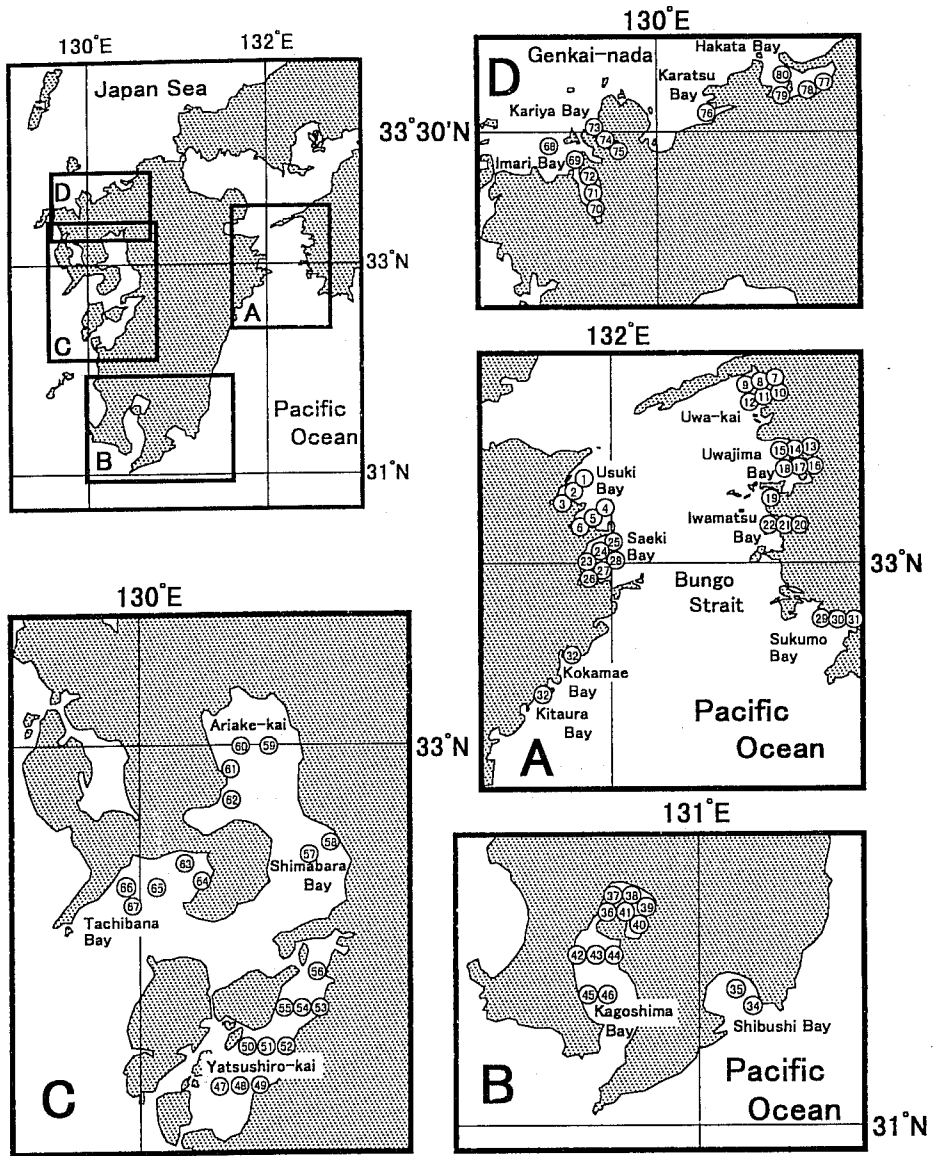 130°E
132°E
Japan Sea
D
33°N
A
C
Pacific
Ocean
B
31°N
130°E
D
Genkai-nada
Hakata Bay
Karatsu
Bay
80
77
79
78
76
Kariya Bay
33°30'N
73
74
75
68
Imari Bay
69
72
71
70
132°E
9 8 7
12 11 10
Uwa-kai
15 14 13
Uwajima
Bay
18 17 16
19
Iwamatsu
Bay
22 21 20
1
Usuki
Bay
2
3
4
5
6
25
Saeki
Bay
24
23
28
27
26
33°N
Bungo
Strait
29 30 31
Sukumo
Bay
32
Kokamae
Bay
32
Kitaura
Bay
Pacific
Ocean
A
130°E
Ariake-kai
60 59
33°N
61
62
58
57
Shimabara
Bay
63
64
66 65
67
Tachibana
Bay
56
55 54 53
50 51 52
Yatsushiro-kai
47 48 49
C
131°E
37 38
39
36 41
40
42 43 44
45 46
Kagoshima
Bay
35
34
Shibushi Bay
Pacific
Ocean
B
31°N